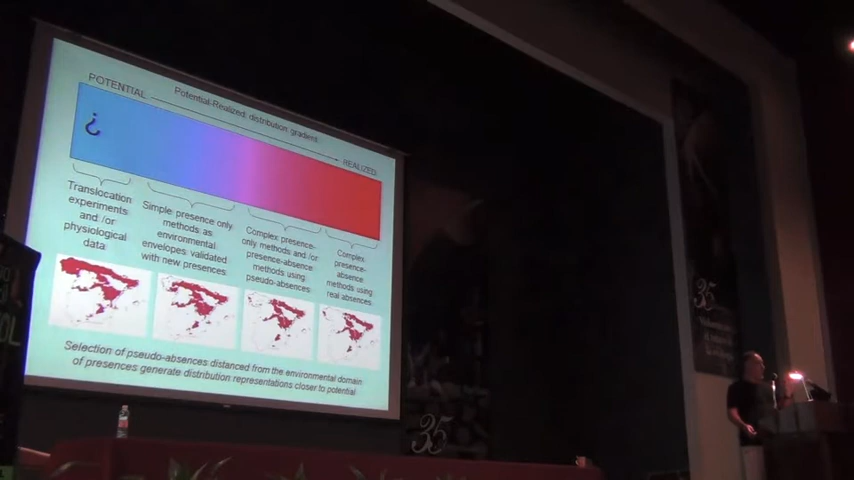 POTENTIAL
Potential-Realized: distribution gradient
REALIZED
¿
Translocation
experiments
and /or
physiological
data
Simple: presence only
methods as
environmental
envelopes validated
with new presences
Complex: presence-
only methods and /or
presence-absence
methods using
pseudo-absences
Complex:
presence-
absence
methods using
real absences
Selection of pseudo-absences distanced from the environmental domain
of presences generate distribution representations closer to potential
35
35